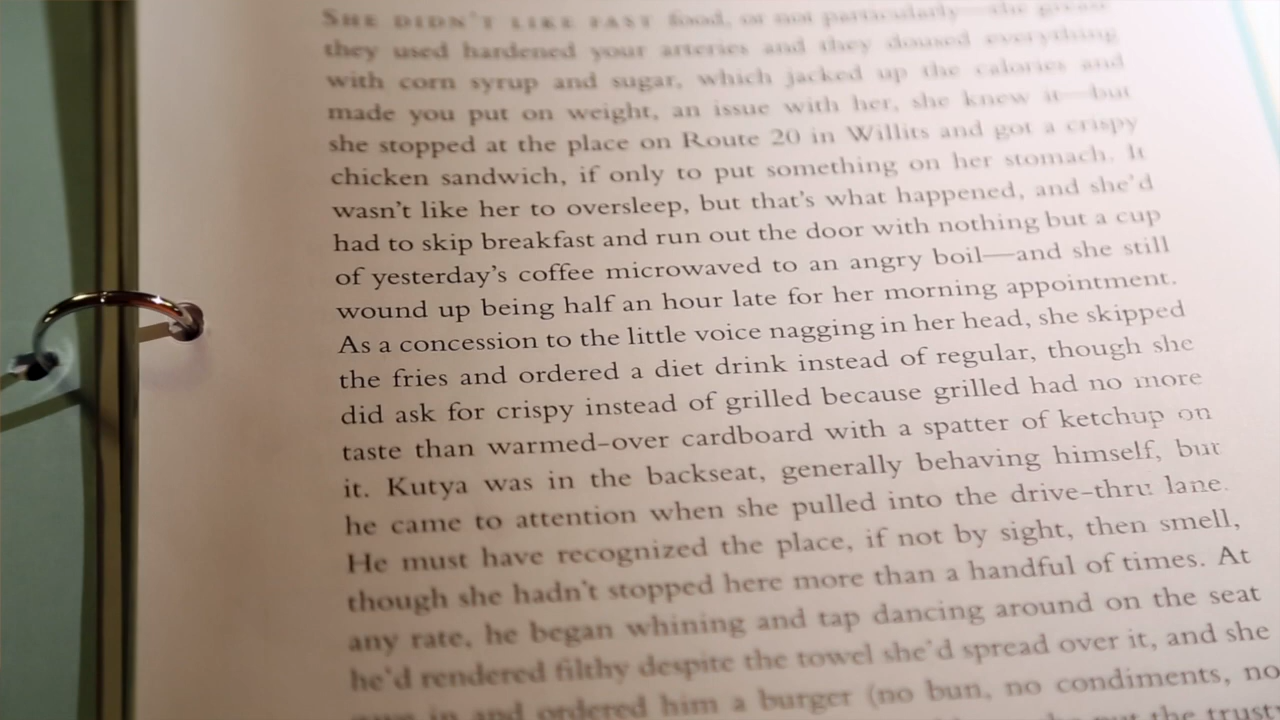 SHE DIDN'T LIKE FAST food, or not particularly—the grease
they used hardened your arteries and they doused everything
with corn syrup and sugar, which jacked up the calories and
made you put on weight, an issue with her, she knew it—but
she stopped at the place on Route 20 in Willits and got a crispy
chicken sandwich, if only to put something on her stomach. It
wasn't like her to oversleep, but that's what happened, and she'd
had to skip breakfast and run out the door with nothing but a cup
of yesterday's coffee microwaved to an angry boil—and she still
wound up being half an hour late for her morning appointment.
As a concession to the little voice nagging in her head, she skipped
the fries and ordered a diet drink instead of regular, though she
did ask for crispy instead of grilled because grilled had no more
taste than warmed-over cardboard with a spatter of ketchup on
it. Kutya was in the backseat, generally behaving himself, but
he came to attention when she pulled into the drive-thru lane.
He must have recognized the place, if not by sight, then smell,
though she hadn't stopped here more than a handful of times. At
any rate, he began whining and tap dancing around on the seat
he'd rendered filthy despite the towel she'd spread over it, and she
in and ordered him a burger (no bun, no condiments, no
out the trusty